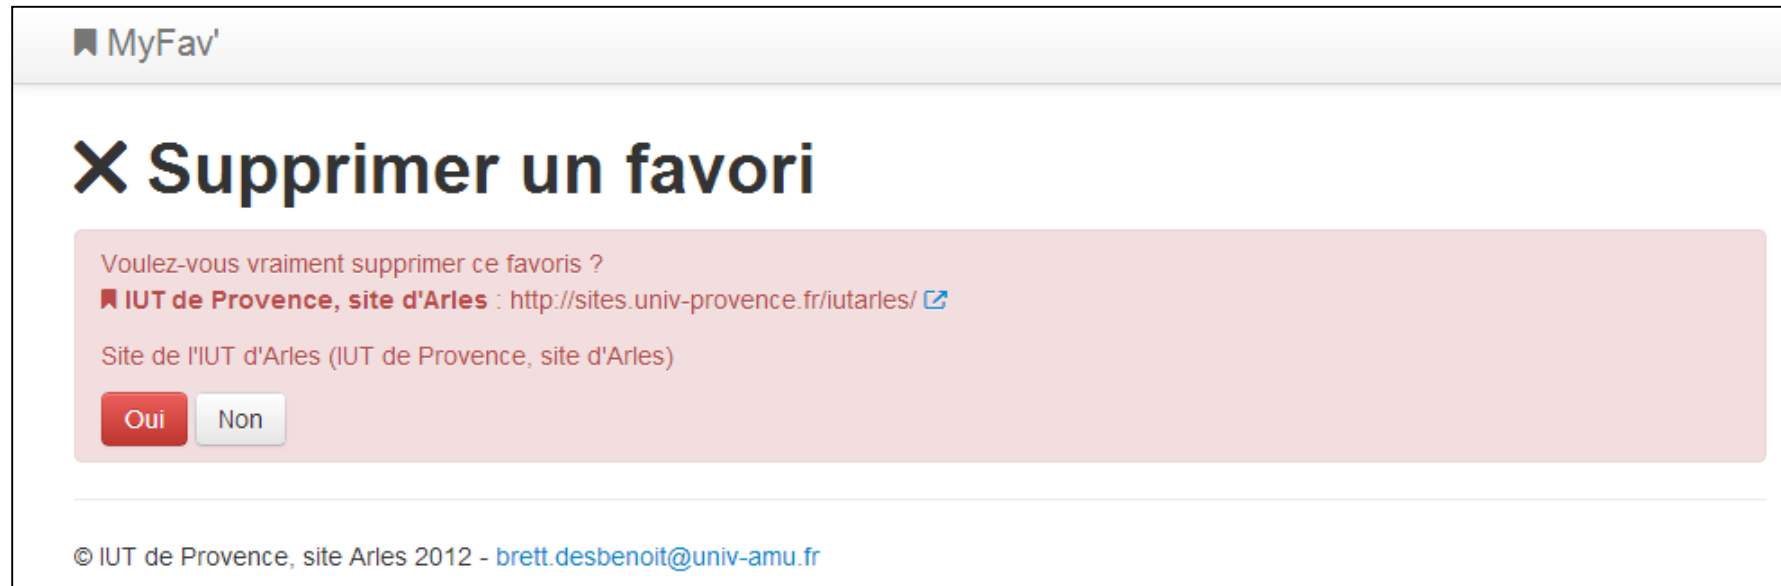 MyFav'
Supprimer un favori
Voulez-vous vraiment supprimer ce favoris ?
IUT de Provence, site d'Arles : http://sites.univ-provence.fr/iutarles/
Site de l'IUT d'Arles (IUT de Provence, site d'Arles)
Oui Non
© IUT de Provence, site Arles 2012 - brett.desbenoit@univ-amu.fr